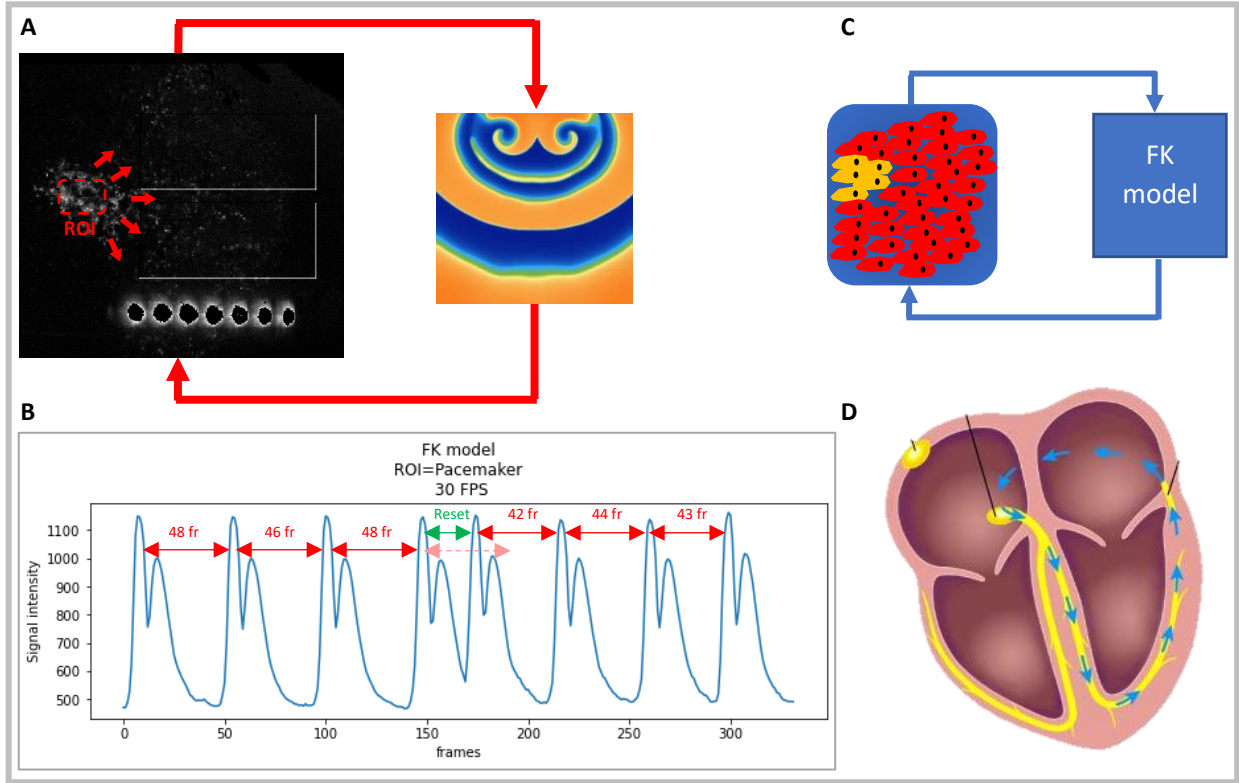 A
ROI
C
FK
model
B
FK model
ROI=Pacemaker
30 FPS
Reset
48 fr
46 fr
48 fr
42 fr
44 fr
43 fr
Signal intensity
1100
1000
900
800
700
600
500
0
50
100
150
200
250
300
frames
D